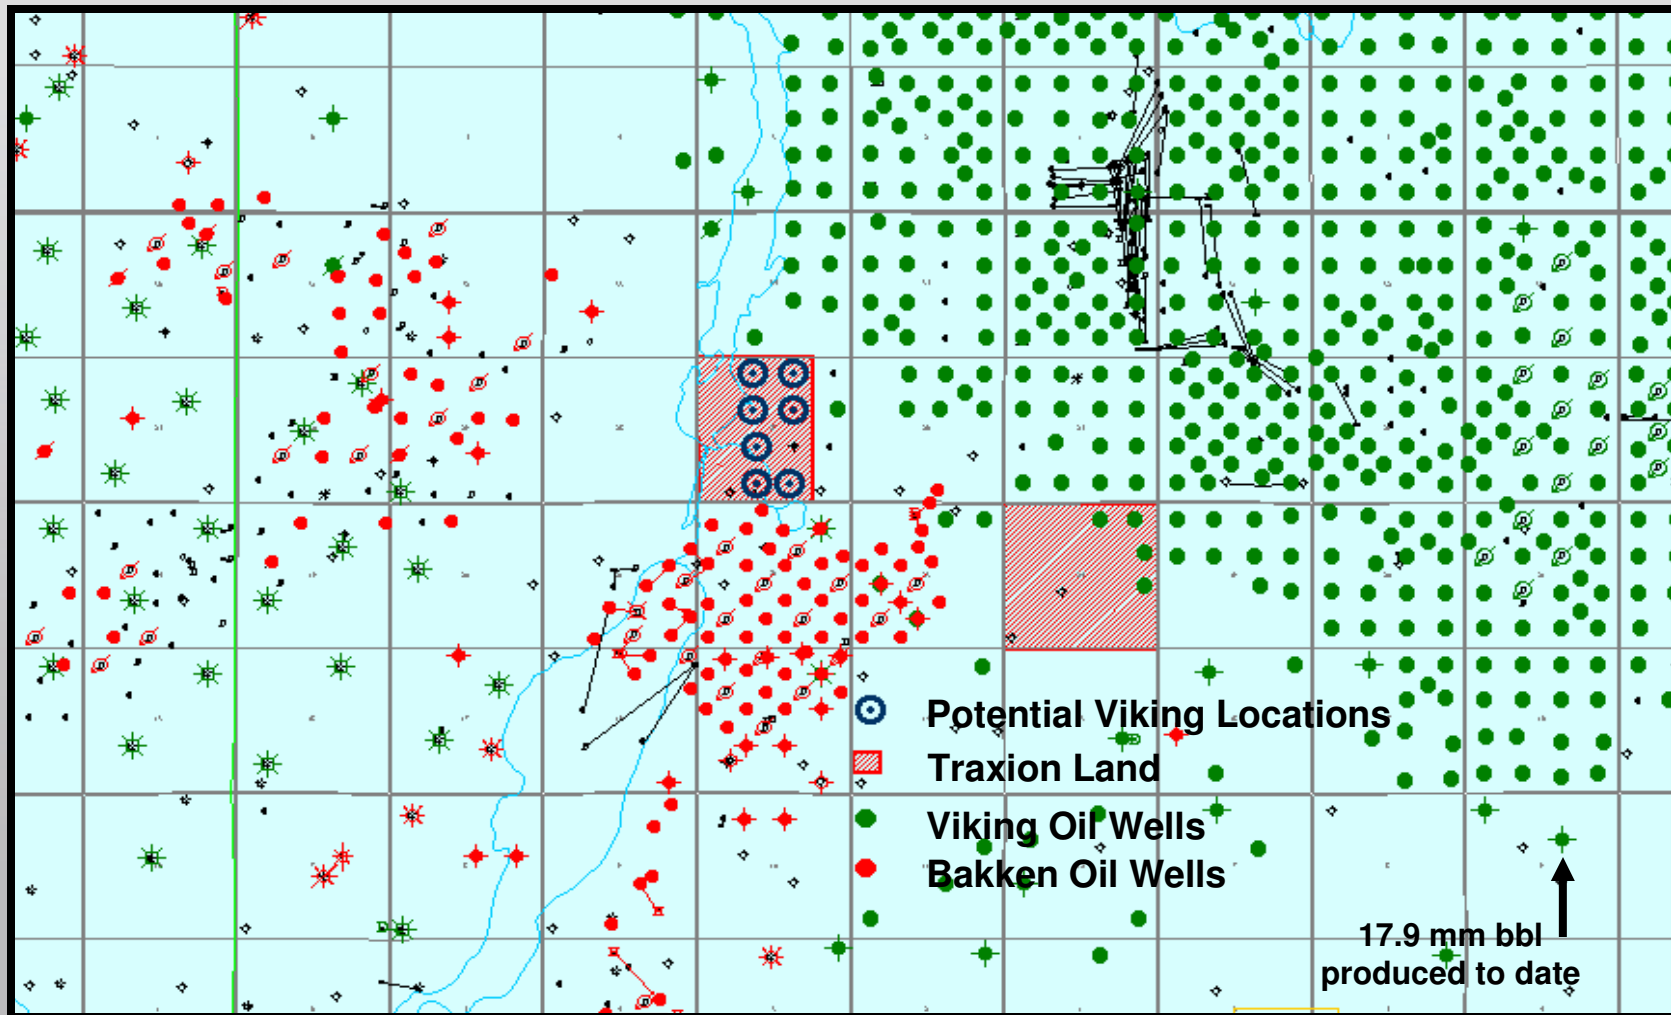 Potential Viking Locations
Traxion Land
Viking Oil Wells
Bakken Oil Wells
17.9 mm bbl
produced to date